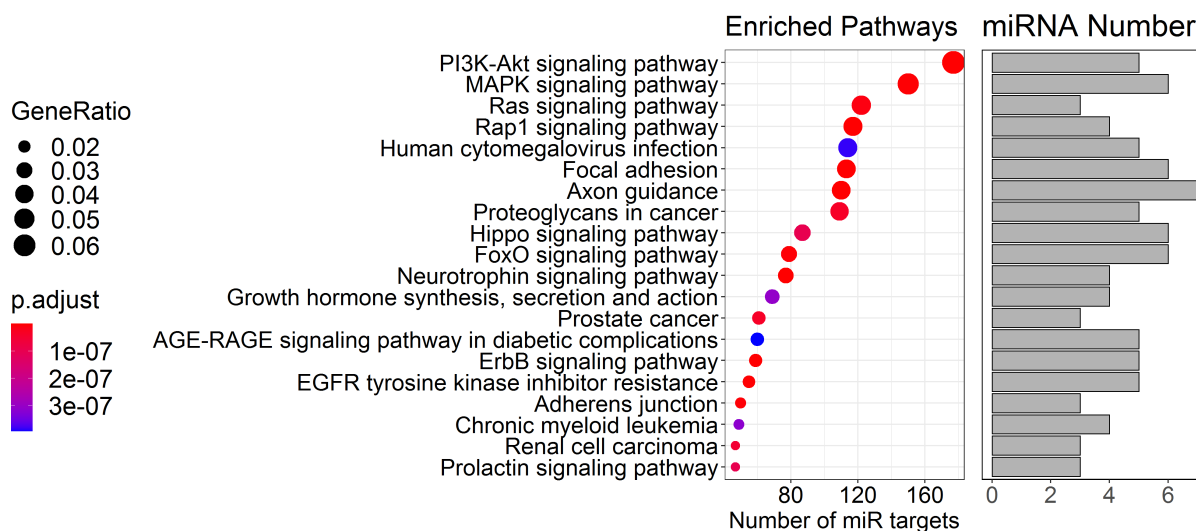 Enriched Pathways
miRNA Number
PI3K-Akt signaling pathway
MAPK signaling pathway
Ras signaling pathway
Rap1 signaling pathway
Human cytomegalovirus infection
Focal adhesion
Axon guidance
Proteoglycans in cancer
Hippo signaling pathway
FoxO signaling pathway
Neurotrophin signaling pathway
Growth hormone synthesis, secretion and action
Prostate cancer
AGE-RAGE signaling pathway in diabetic complications
ErbB signaling pathway
EGFR tyrosine kinase inhibitor resistance
Adherens junction
Chronic myeloid leukemia
Renal cell carcinoma
Prolactin signaling pathway
GeneRatio
0.02
0.03
0.04
0.05
0.06
p.adjust
1e-07
2e-07
3e-07
80 120 160
Number of miR targets
0 2 4 6